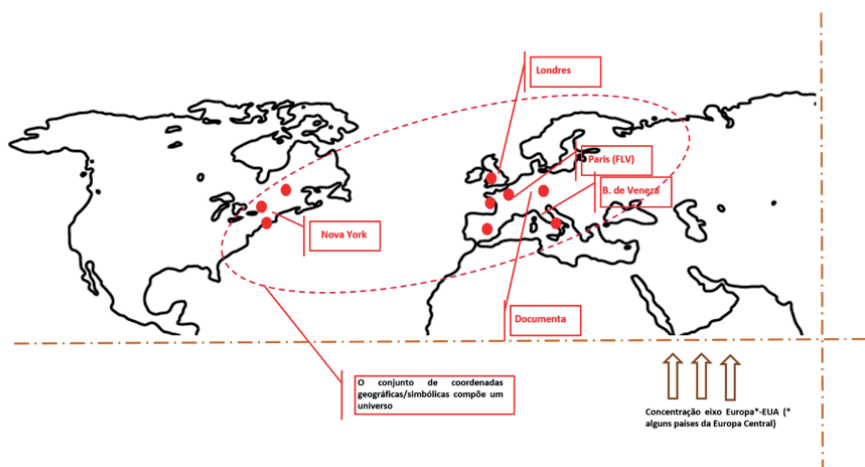 Londres
Paris (FLV)
B. de Veneza
Nova York
Documenta
O conjunto de coordenadas
geográficas/simbólicas compõe um
universo
Concentração eixo Europa*-EUA (*
alguns países da Europa Central)